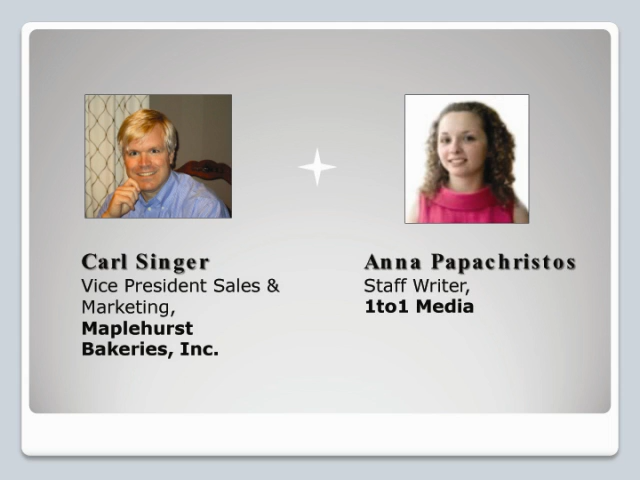 Carl Singer
Vice President Sales &
Marketing,
Maplehurst
Bakeries, Inc.
Anna Papachristos
Staff Writer,
1to1 Media